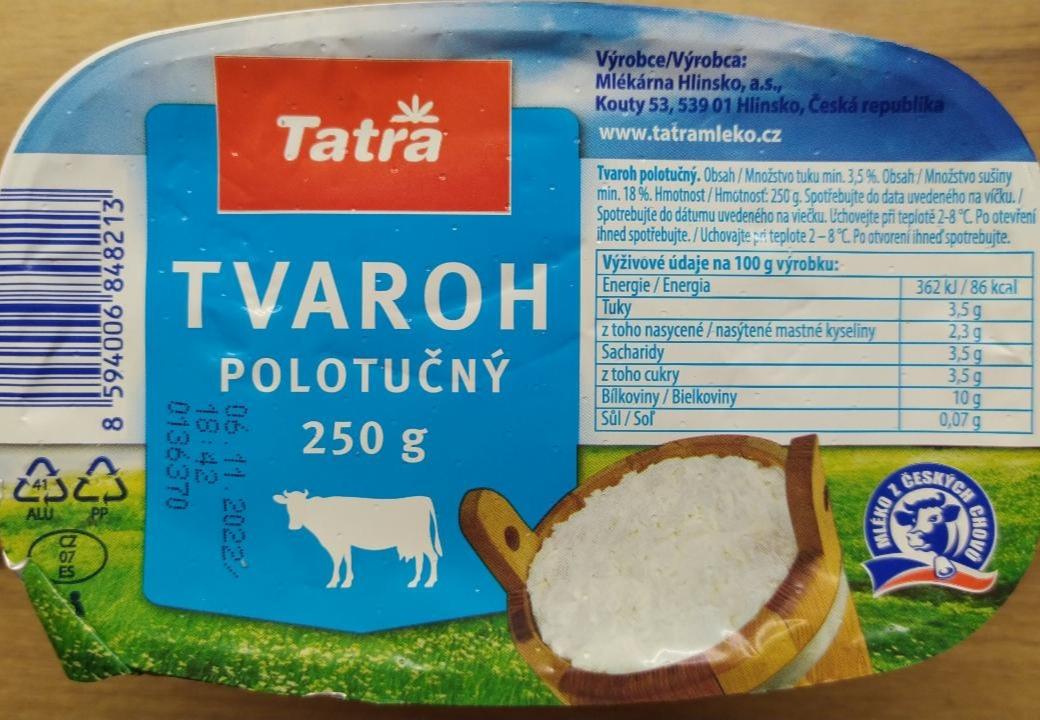 Tatra
TVAROH
POLOTUČNÝ
250 g
06.11.2022
18:42
0136370
8 594006 848213
41
ALU
PP
CZ
07
ES
Výrobce/Výrobca:
Mlékárna Hlinsko, a.s.,
Kouty 53, 539 01 Hlinsko, Česká republika
www.tatramleko.cz
Tvaroh polotučný. Obsah / Množstvo tuku min. 3,5 %. Obsah / Množstvo sušiny
min. 18 %. Hmotnost / Hmotnosť: 250 g. Spotřebujte do data uvedeného na víčku. /
Spotrebujte do dátumu uvedeného na viečku. Uchovejte při teplotě 2-8 °C. Po otevření
ihned spotřebujte. / Uchovajte pri teplote 2 – 8 °C. Po otvorení ihneď spotrebujte.
Výživové údaje na 100 g výrobku:
Energie / Energia 362 kJ / 86 kcal
Tuky 3,5 g
z toho nasycené / nasýtené mastné kyseliny 2,3 g
Sacharidy 3,5 g
z toho cukry 3,5 g
Bílkoviny / Bielkoviny 10 g
Sůl / Soľ 0,07 g
MLÉKO Z ČESKÝCH CHOVŮ